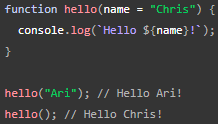 function hello(name = "Chris") {
  console.log(`Hello ${name}!`);
}

hello("Ari"); // Hello Ari!
hello(); // Hello Chris!